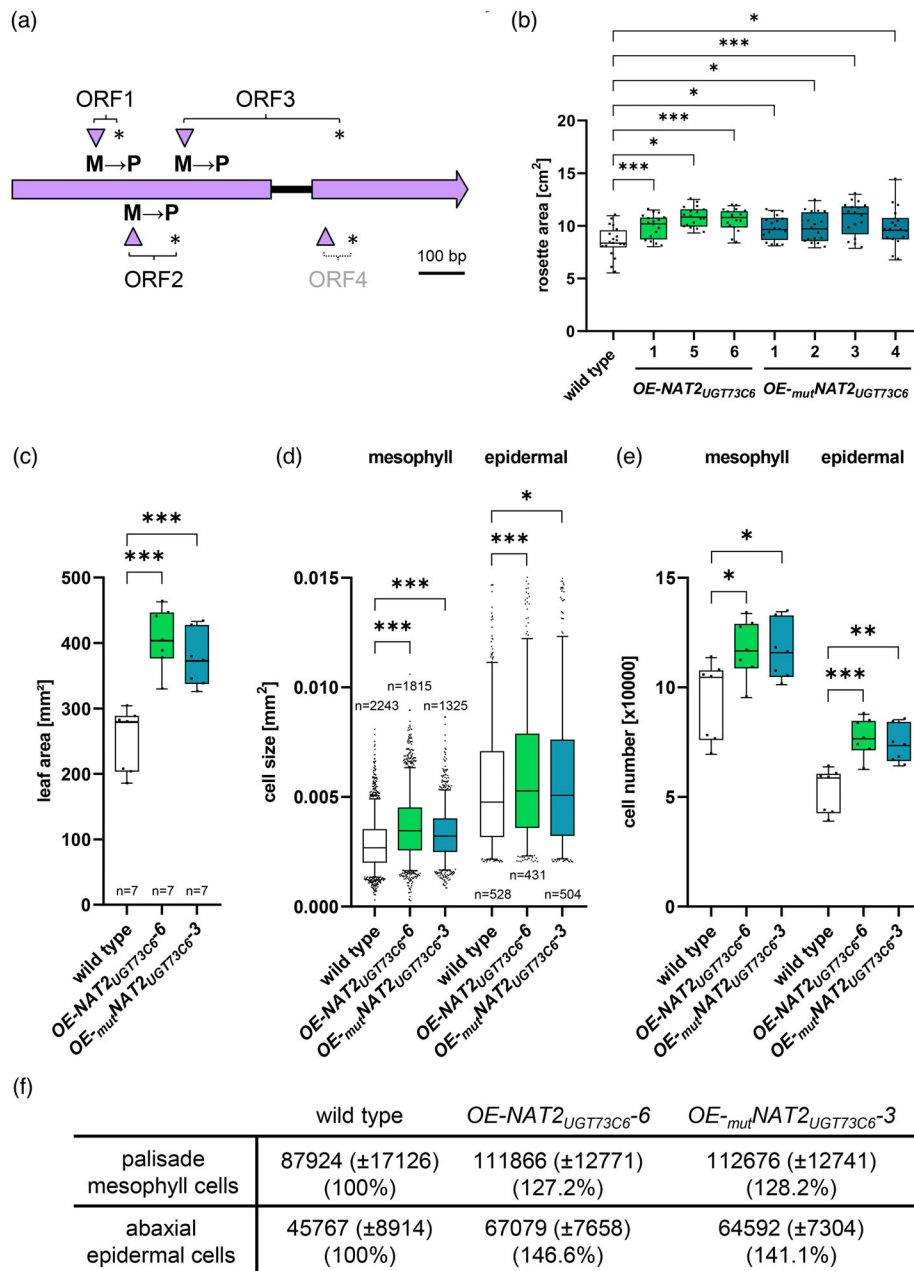 (a)
ORF1
ORF3
*
*
M→P
M→P
M→P
*
*
ORF2
ORF4
100 bp
(b)
*
***
*
*
***
*
***
rosette area [cm²]
20
15
10
5
0
wild type
1
5
6
1
2
3
4
OE-NAT2UGT73C6
OE-mutNAT2UGT73C6
(c)
***
***
leaf area [mm²]
500
400
300
200
100
0
n=7
n=7
n=7
wild type
OE-NAT2UGT73C6-6
OE-mutNAT2UGT73C6-3
(d)
mesophyll
epidermal
*
***
***
***
cell size [mm²]
0.015
0.010
0.005
0.000
n=2243
n=1815
n=1325
n=528
n=431
n=504
wild type
OE-NAT2UGT73C6-6
OE-mutNAT2UGT73C6-3
wild type
OE-NAT2UGT73C6-6
OE-mutNAT2UGT73C6-3
(e)
mesophyll
epidermal
*
*
**
***
cell number [x10000]
15
10
5
0
wild type
OE-NAT2UGT73C6-6
OE-mutNAT2UGT73C6-3
wild type
OE-NAT2UGT73C6-6
OE-mutNAT2UGT73C6-3
(f)
wild type OE-NAT2UGT73C6-6 OE-mutNAT2UGT73C6-3
palisade 87924 (±17126) 111866 (±12771) 112676 (±12741)
mesophyll cells (100%) (127.2%) (128.2%)
abaxial 45767 (±8914) 67079 (±7658) 64592 (±7304)
epidermal cells (100%) (146.6%) (141.1%)